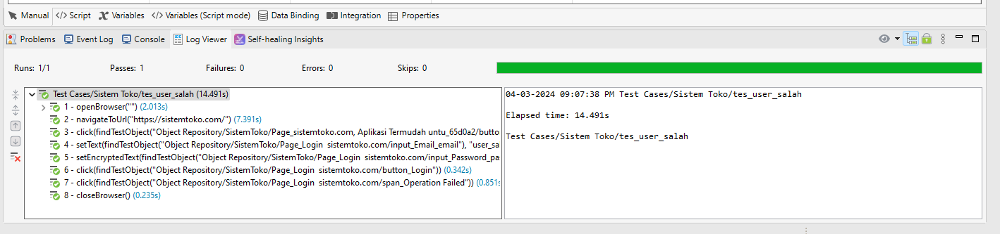 Manual </> Script Variables </> Variables (Script mode) Data Binding Integration Properties
Problems Event Log Console Log Viewer Self-healing Insights
Runs: 1/1 Passes: 1 Failures: 0 Errors: 0 Skips: 0
Test Cases/Sistem Toko/tes_user_salah (14.491s)
1 - openBrowser("") (2.013s)
2 - navigateToUrl("https://sistemtoko.com/") (7.391s)
3 - click(findTestObject("Object Repository/SistemToko/Page_sistemtoko.com, Aplikasi Termudah untu_65d0a2/butto
4 - setText(findTestObject("Object Repository/SistemToko/Page_Login  sistemtoko.com/input_Email_email"), "user_sa
5 - setEncryptedText(findTestObject("Object Repository/SistemToko/Page_Login  sistemtoko.com/input_Password_pa
6 - click(findTestObject("Object Repository/SistemToko/Page_Login  sistemtoko.com/button_Login")) (0.342s)
7 - click(findTestObject("Object Repository/SistemToko/Page_Login  sistemtoko.com/span_Operation Failed")) (0.851s
8 - closeBrowser() (0.235s)
04-03-2024 09:07:38 PM Test Cases/Sistem Toko/tes_user_salah
Elapsed time: 14.491s
Test Cases/Sistem Toko/tes_user_salah